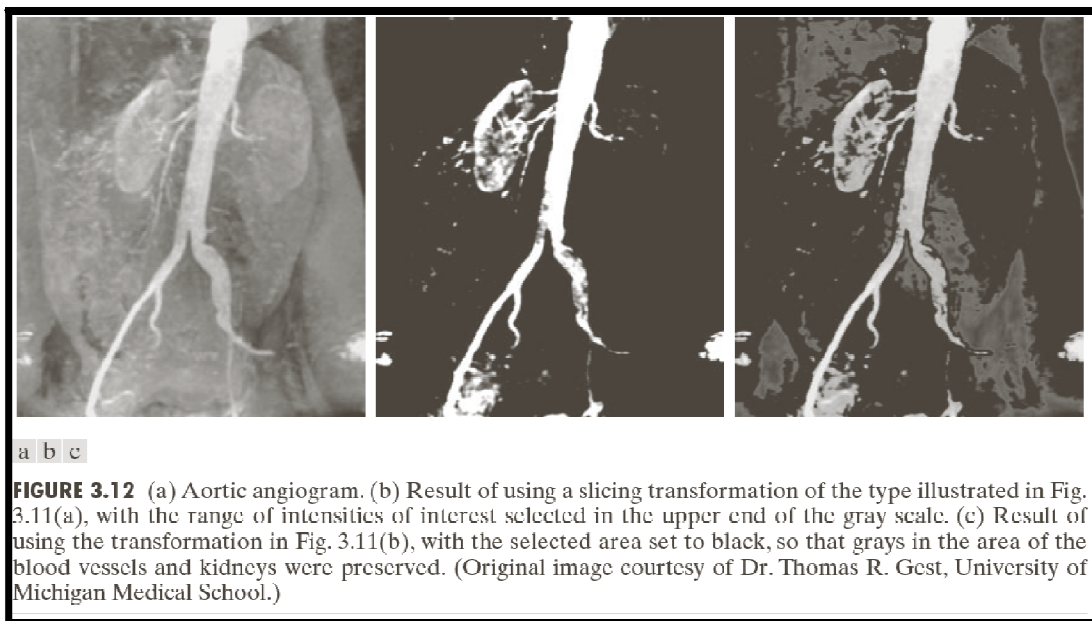 a b c
FIGURE 3.12 (a) Aortic angiogram. (b) Result of using a slicing transformation of the type illustrated in Fig.
3.11(a), with the range of intensities of interest selected in the upper end of the gray scale. (c) Result of
using the transformation in Fig. 3.11(b), with the selected area set to black, so that grays in the area of the
blood vessels and kidneys were preserved. (Original image courtesy of Dr. Thomas R. Gest, University of
Michigan Medical School.)